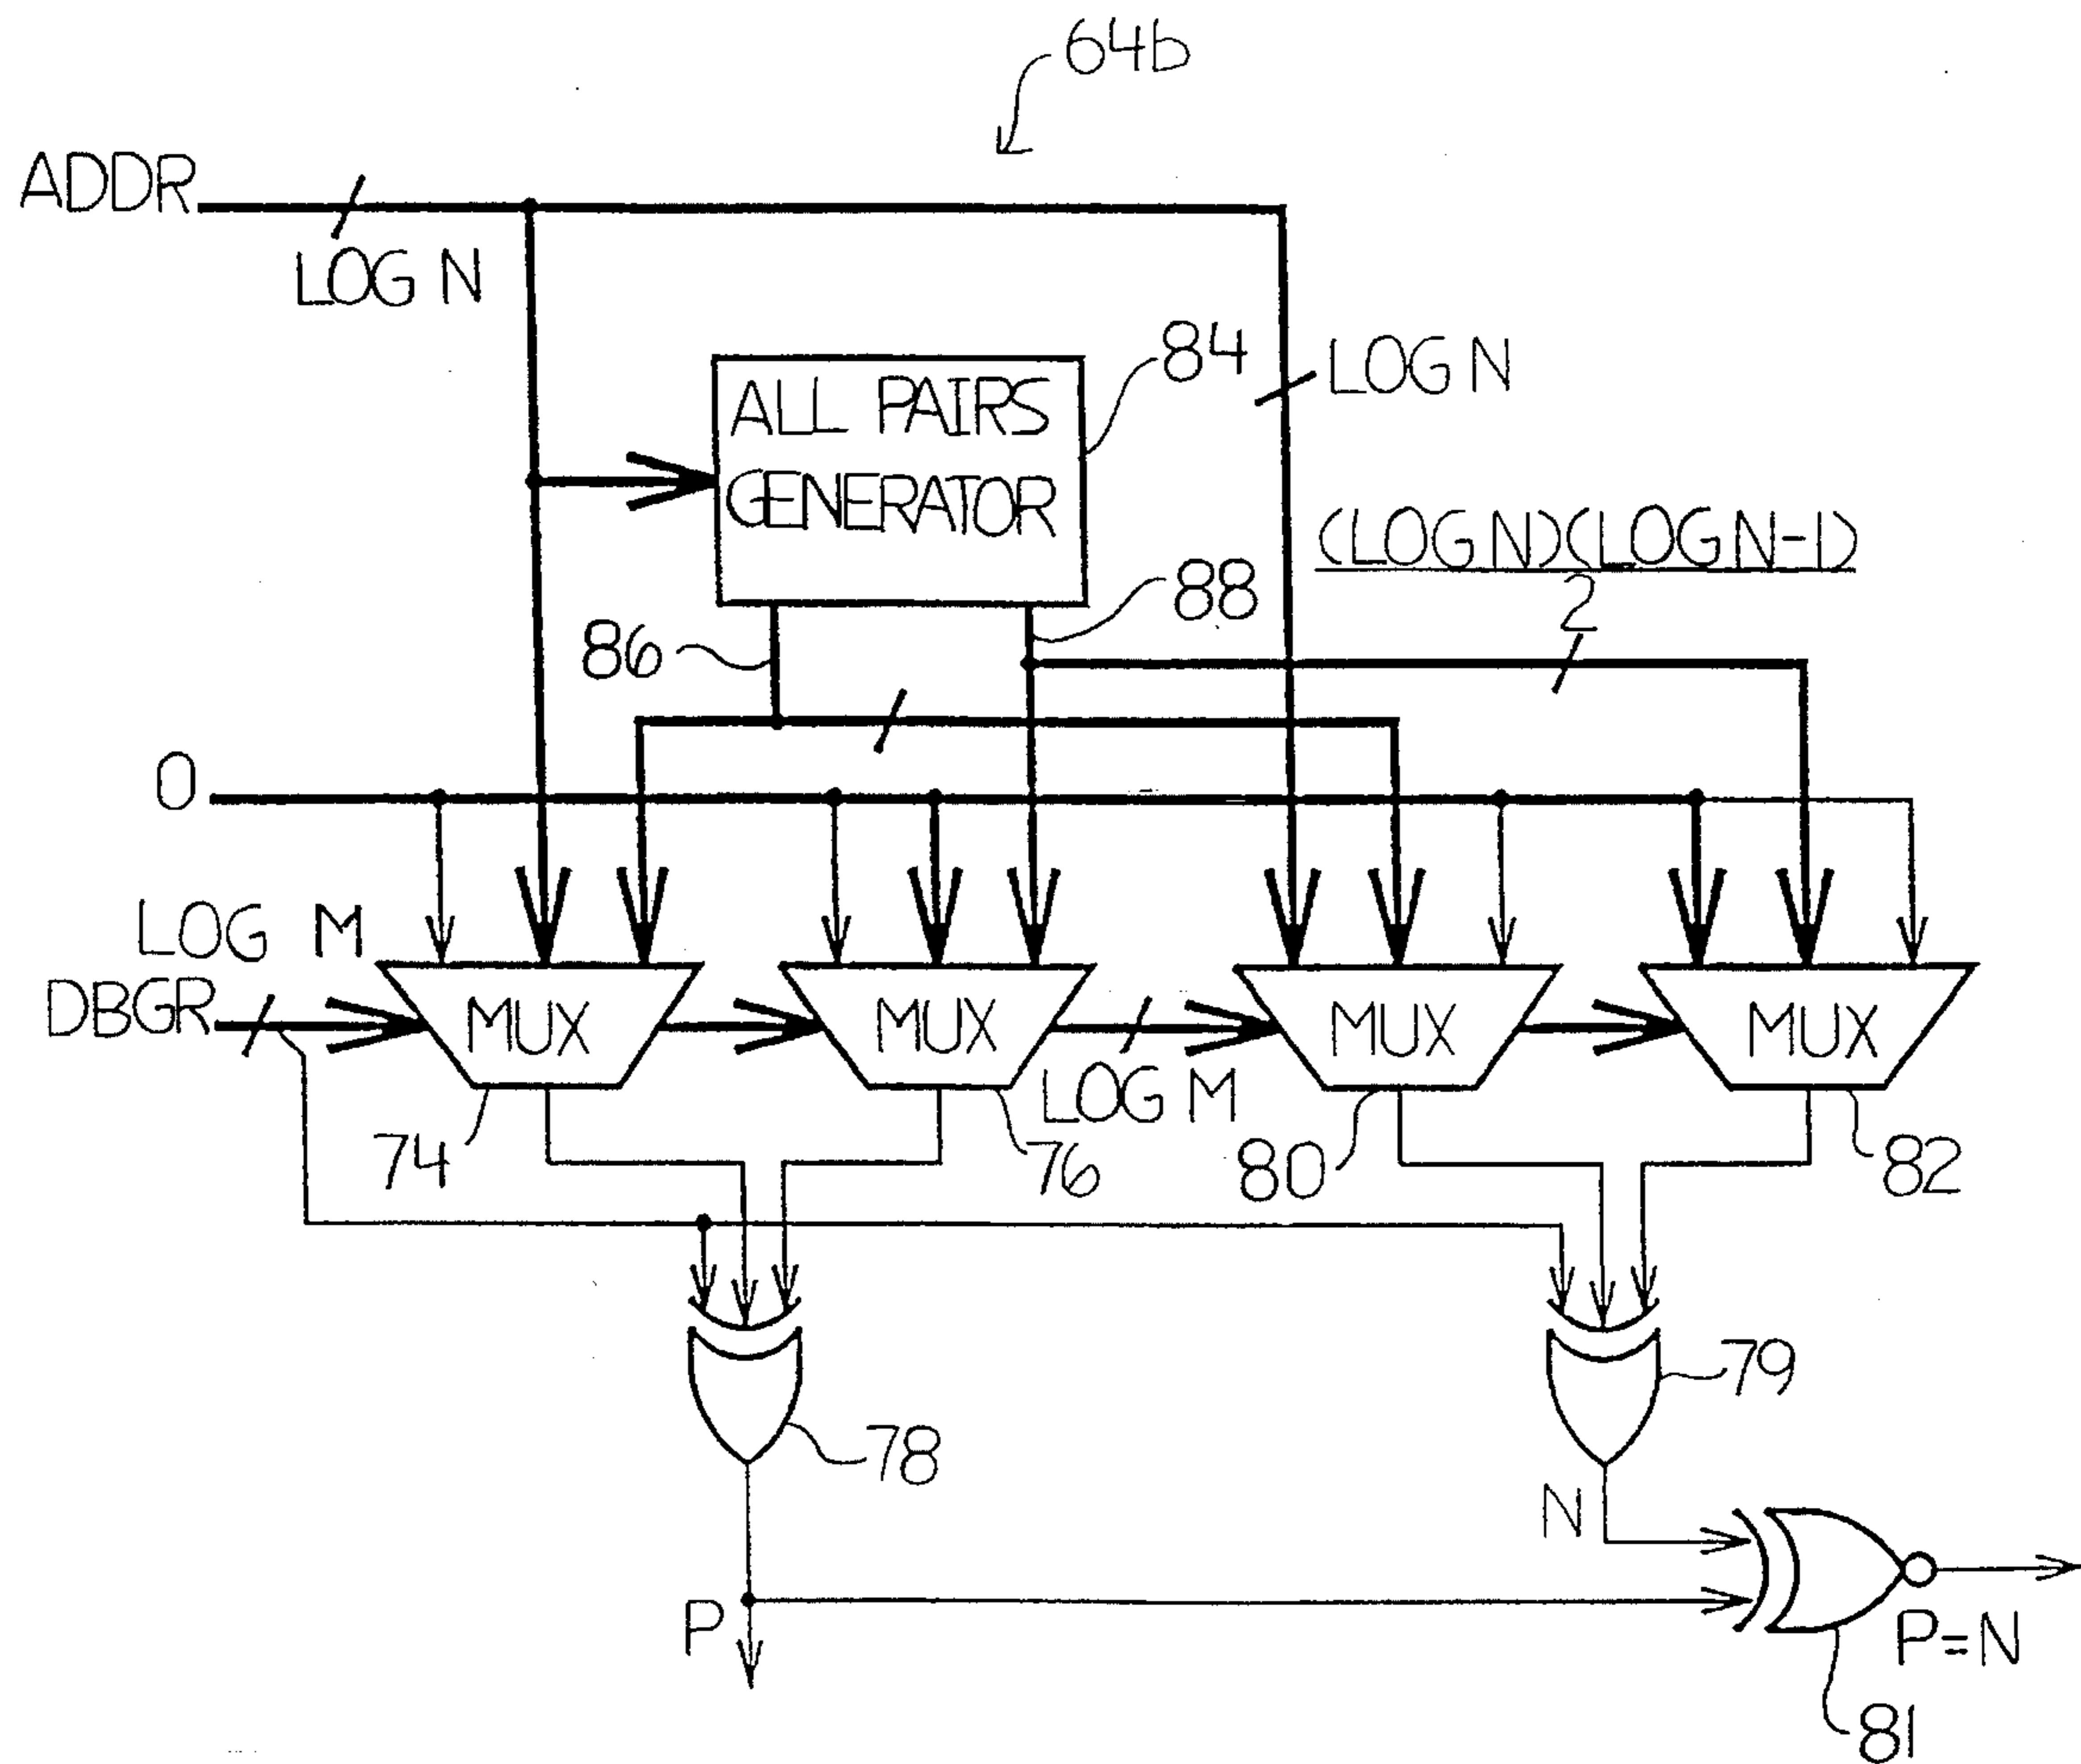 64b
ADDR
LOG N
84
LOG N
ALL PAIRS
GENERATOR
(LOG N)(LOG N-1)
2
88
86
0
LOG M
DBGR
MUX
MUX
MUX
MUX
LOG M
74
76
80
82
79
78
N
P
P=N
81